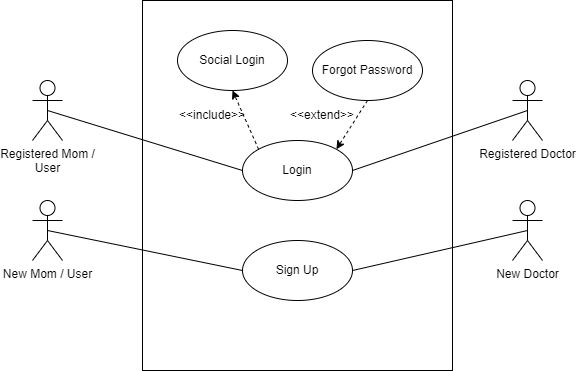 Social Login
Forgot Password
<<include>>
<<extend>>
Registered Mom /
User
Login
Registered Doctor
New Mom / User
Sign Up
New Doctor